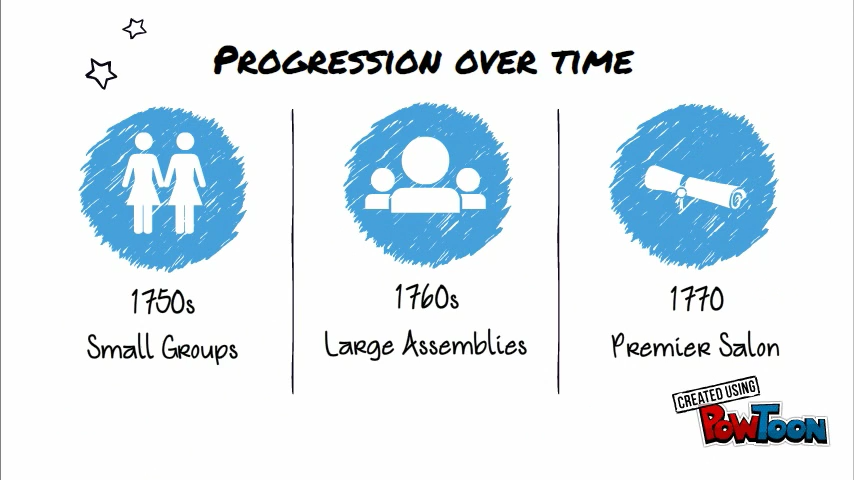 Progression over time
1750s
Small Groups
1760s
Large Assemblies
1770
Premier Salon
CREATED USING
PowToon